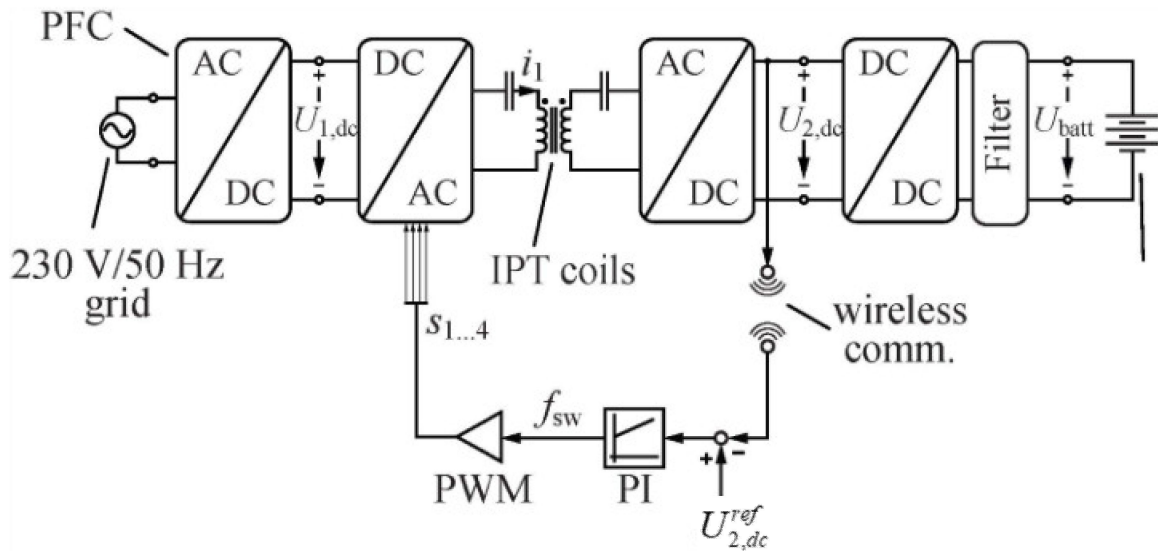 PFC
AC
DC
DC
AC
AC
DC
DC
DC
Filter
+
U1,dc
-
i1
+
U2,dc
-
+
Ubatt
-
230 V/50 Hz
grid
IPT coils
s1...4
wireless
comm.
fsw
PWM
PI
+
-
U2,dc^ref